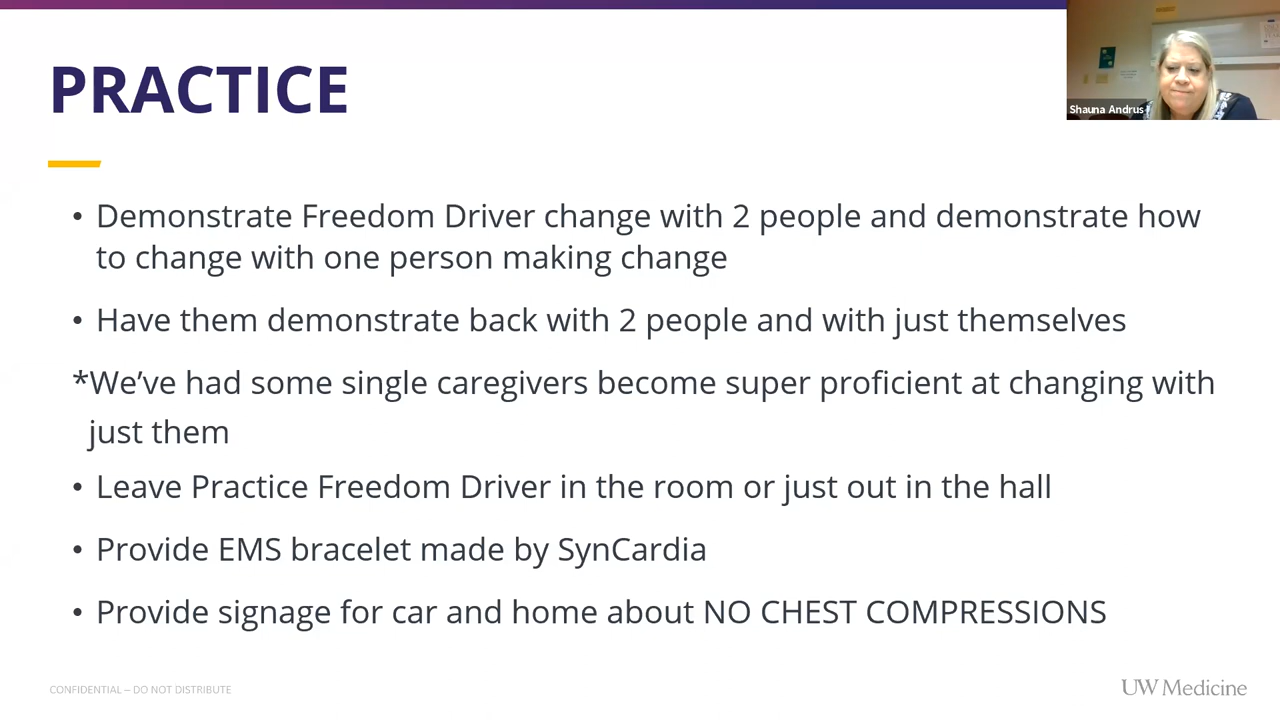 PRACTICE
Shauna Andrus
• Demonstrate Freedom Driver change with 2 people and demonstrate how
to change with one person making change
• Have them demonstrate back with 2 people and with just themselves
*We’ve had some single caregivers become super proficient at changing with
just them
• Leave Practice Freedom Driver in the room or just out in the hall
• Provide EMS bracelet made by SynCardia
• Provide signage for car and home about NO CHEST COMPRESSIONS
CONFIDENTIAL – DO NOT DISTRIBUTE
UW Medicine